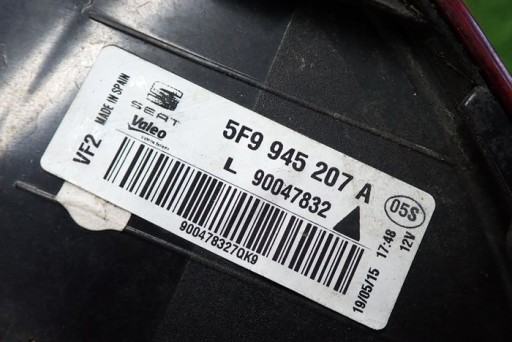 MADE IN SPAIN
VF2
SEAT
Valeo
5F9 945 207 A
L 90047832
900478327QK9
05S
12V
19/05/15 17:48